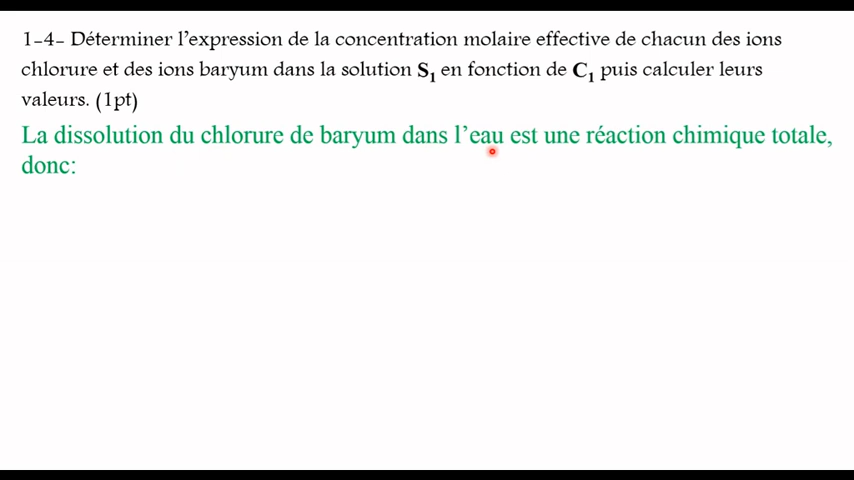 1-4- Déterminer l'expression de la concentration molaire effective de chacun des ions
chlorure et des ions baryum dans la solution S₁ en fonction de C₁ puis calculer leurs
valeurs. (1pt)
La dissolution du chlorure de baryum dans l'eau est une réaction chimique totale,
donc: